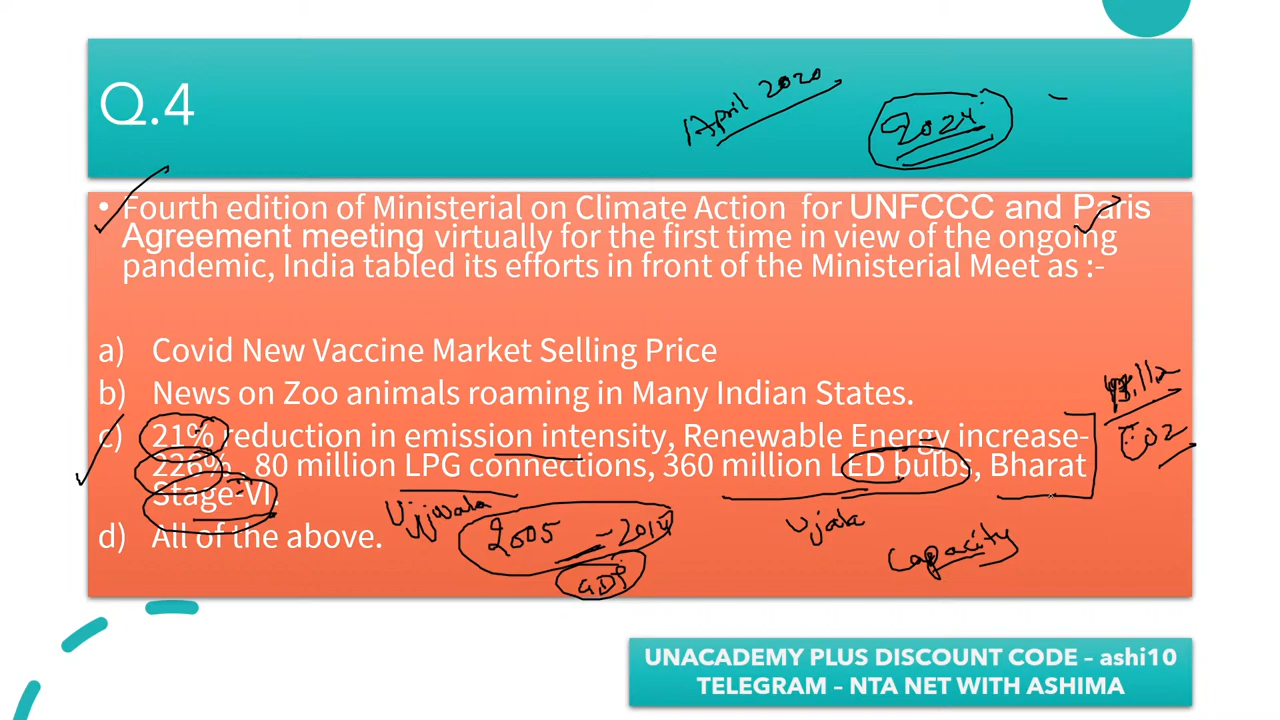 Q.4
April 2020
2024
• Fourth edition of Ministerial on Climate Action for UNFCCC and Paris
Agreement meeting virtually for the first time in view of the ongoing
pandemic, India tabled its efforts in front of the Ministerial Meet as :-
a) Covid New Vaccine Market Selling Price
b) News on Zoo animals roaming in Many Indian States.
c) 21% reduction in emission intensity, Renewable Energy increase-
226% , 80 million LPG connections, 360 million LED bulbs, Bharat
Stage-VI.
CO2
d) All of the above.
Ujjwala
2005 - 2014
GDP
Ujala
Capacity
UNACADEMY PLUS DISCOUNT CODE – ashi10
TELEGRAM – NTA NET WITH ASHIMA